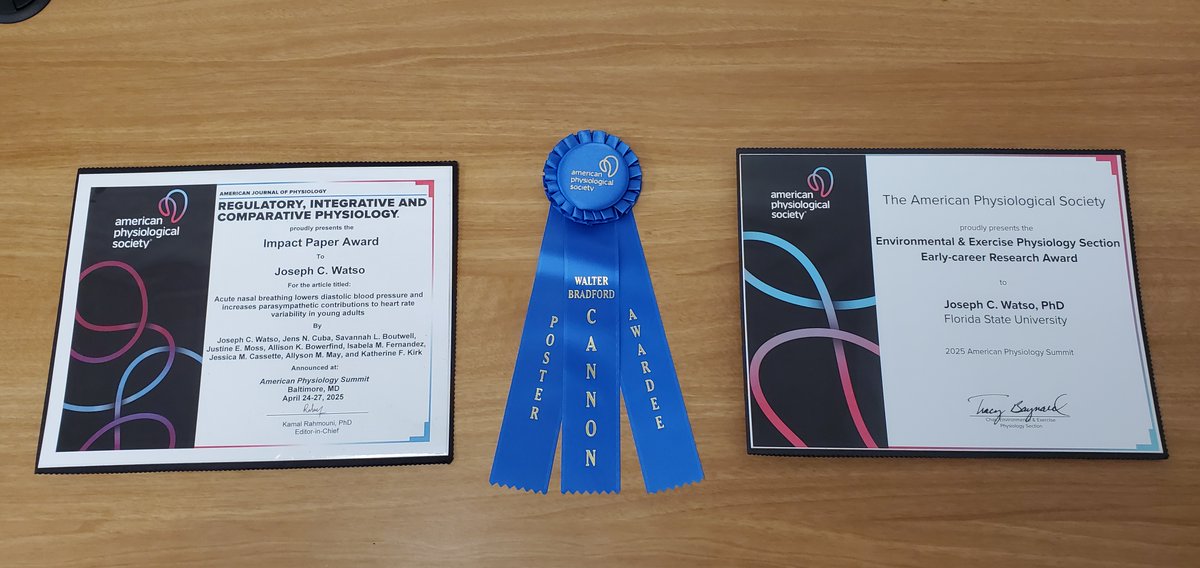 american
physiological
society
AMERICAN JOURNAL OF PHYSIOLOGY
REGULATORY, INTEGRATIVE AND
COMPARATIVE PHYSIOLOGY.
proudly presents the
Impact Paper Award
To
Joseph C. Watso
For the article titled:
Acute nasal breathing lowers diastolic blood pressure and
increases parasympathetic contributions to heart rate
variability in young adults
By
Joseph C. Watso, Jens N. Cuba, Savannah L. Boutwell,
Justine E. Moss, Allison K. Bowerfind, Isabela M. Fernandez,
Jessica M. Cassette, Allyson M. May, and Katherine F. Kirk
Announced at:
American Physiology Summit
Baltimore, MD
April 24-27, 2025
Kamal Rahmouni, PhD
Editor-in-Chief
american
physiological
society
WALTER
BRADFORD
CANNON
POSTER
AWARDEE
american
physiological
society
The American Physiological Society
proudly presents the
Environmental & Exercise Physiology Section
Early-career Research Award
to
Joseph C. Watso, PhD
Florida State University
2025 American Physiology Summit
Tracy Baynard
Environmental & Exercise
Physiology Section